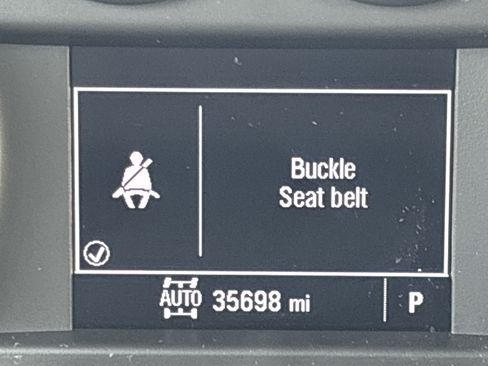 Buckle
Seat belt
AUTO 35698 mi P